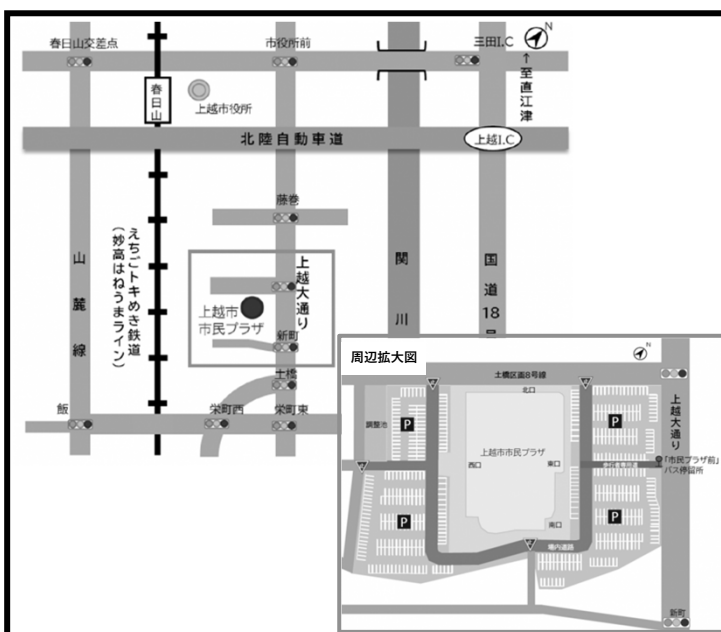 春日山交差点
市役所前
三田I.C
N
↑至直江津
春日山
上越市役所
北陸自動車道
上越I.C
藤巻
えちごトキめき鉄道
(妙高はねうまライン)
山麓線
上越大通り
関川
国道18号
上越市
市民プラザ
新町
土橋
飯
栄町西
栄町東
周辺拡大図
N
土橋区画8号線
北口
上越大通り
P
P
調整池
上越市市民プラザ
西口
東口
「市民プラザ前」
バス停留所
P
P
南口
場内道路
新町